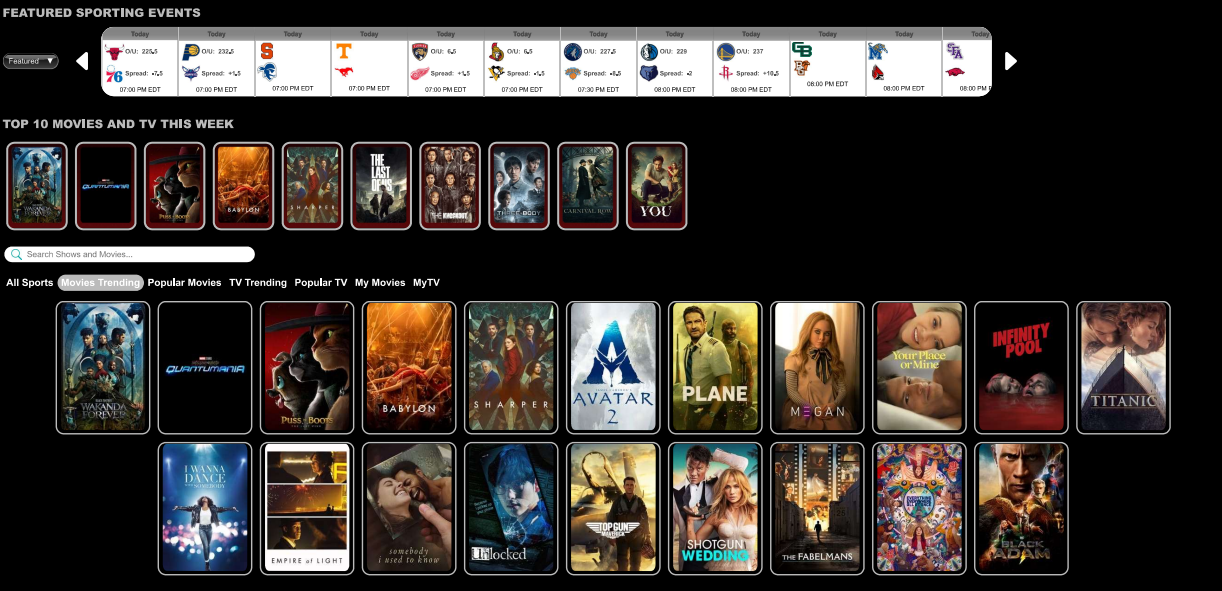 FEATURED SPORTING EVENTS
Featured ▼
Today Today Today Today Today Today Today Today Today Today Today Today
O/U: 225.5 O/U: 232.5 O/U: 6.5 O/U: 6.5 O/U: 227.5 O/U: 229 O/U: 237
Spread: -7.5 Spread: +1.5 Spread: +1.5 Spread: -1.5 Spread: -8.5 Spread: -2 Spread: +10.5
07:00 PM EDT 07:00 PM EDT 07:00 PM EDT 07:00 PM EDT 07:00 PM EDT 07:00 PM EDT 07:30 PM EDT 08:00 PM EDT 08:00 PM EDT 08:00 PM EDT 08:00 PM EDT 08:00 PM E
TOP 10 MOVIES AND TV THIS WEEK
WAKANDA FOREVER
QUANTUMANIA
PUSS IN BOOTS
BABYLON
SHARPER
THE LAST OF US
THE KNOCKOUT
THREE-BODY
CARNIVAL ROW
YOU
Search Shows and Movies...
All Sports Movies Trending Popular Movies TV Trending Popular TV My Movies MyTV
WAKANDA FOREVER
QUANTUMANIA
PUSS IN BOOTS
BABYLON
SHARPER
AVATAR
2
PLANE
M3GAN
Your Place
or Mine
INFINITY
POOL
TITANIC
I WANNA
DANCE
WITH SOMEBODY
EMPIRE of LIGHT
somebody
i used to know
Unlocked
TOP GUN
MAVERICK
SHOTGUN
WEDDING
THE FABELMANS
BLACK
ADAM